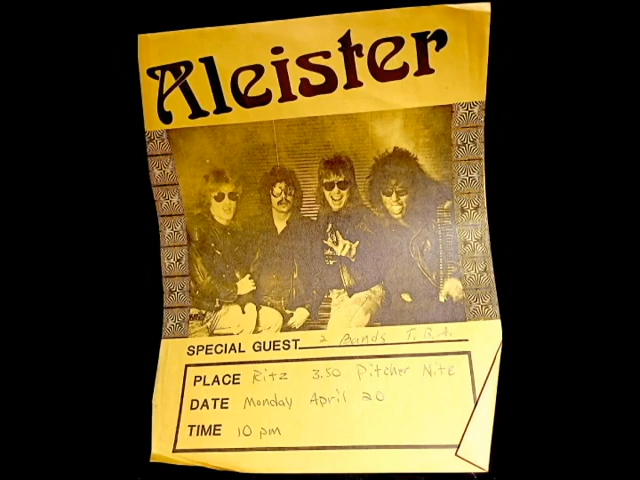 Aleister
SPECIAL GUEST 2 Bands T.B.A.
PLACE Ritz 3.50 Pitcher Nite
DATE Monday April 20
TIME 10 pm